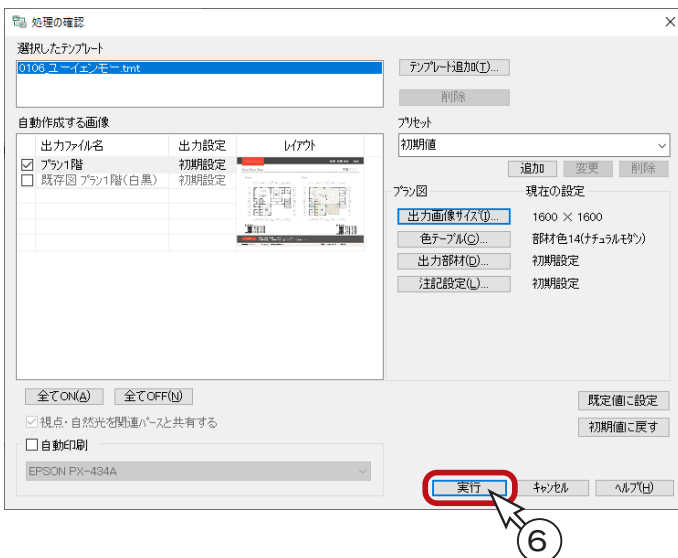 処理の確認
選択したテンプレート
0106_ユーイェンモー.tmt
テンプレート追加(T)...
削除
自動作成する画像
プリセット
出力ファイル名 出力設定 レイアウト
初期値
プラン1階 初期設定
追加 変更 削除
既存図 プラン1階(白黒) 初期設定
プラン図 現在の設定
出力画像サイズ(I)... 1600 × 1600
色テーブル(C)... 部材色14(ナチュラルモダン)
出力部材(D)... 初期設定
注記設定(L)... 初期設定
全てON(A) 全てOFF(N)
既定値に設定
視点・自然光を関連パースと共有する
初期値に戻す
自動印刷
EPSON PX-434A
実行 キャンセル ヘルプ(H)
6